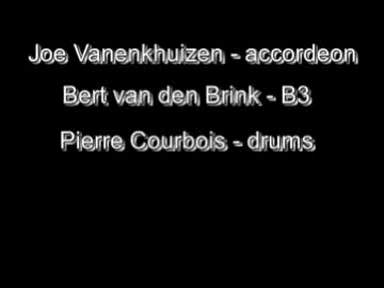 Joe Vanenkhuizen - accordeon
Bert van den Brink - B3
Pierre Courbois - drums